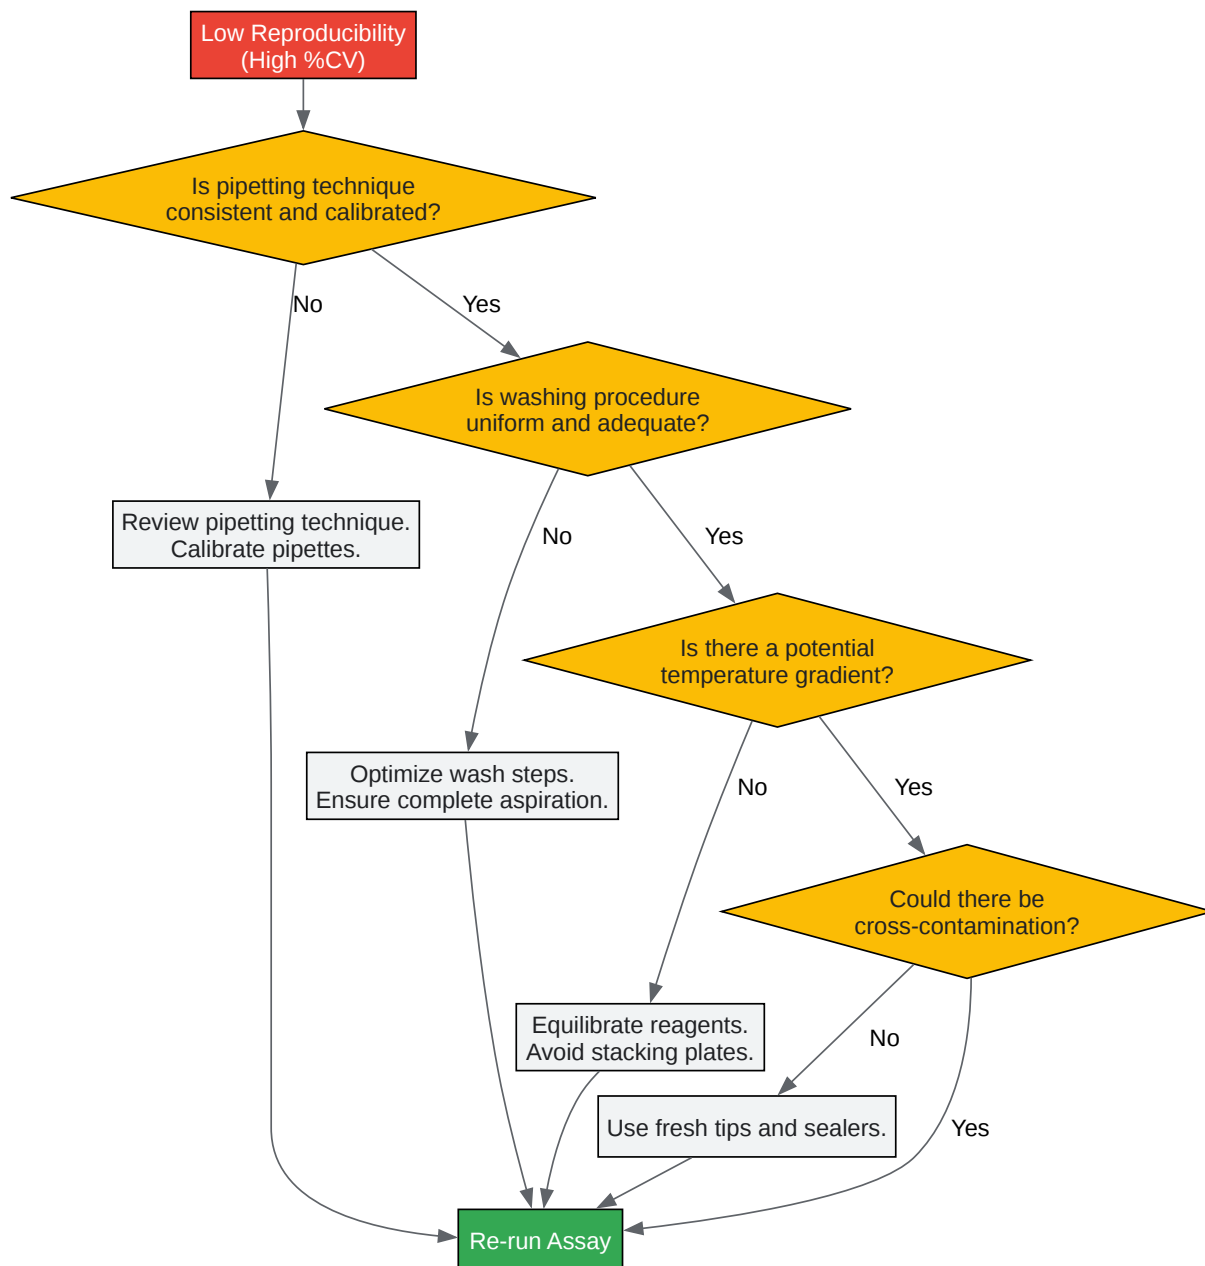 Low Reproducibility
(High %CV)
Is pipetting technique
consistent and calibrated?
No
Yes
Is washing procedure
uniform and adequate?
Review pipetting technique.
Calibrate pipettes.
No
Yes
Is there a potential
temperature gradient?
Optimize wash steps.
Ensure complete aspiration.
No
Yes
Could there be
cross-contamination?
Equilibrate reagents.
Avoid stacking plates.
No
Use fresh tips and sealers.
Yes
Re-run Assay